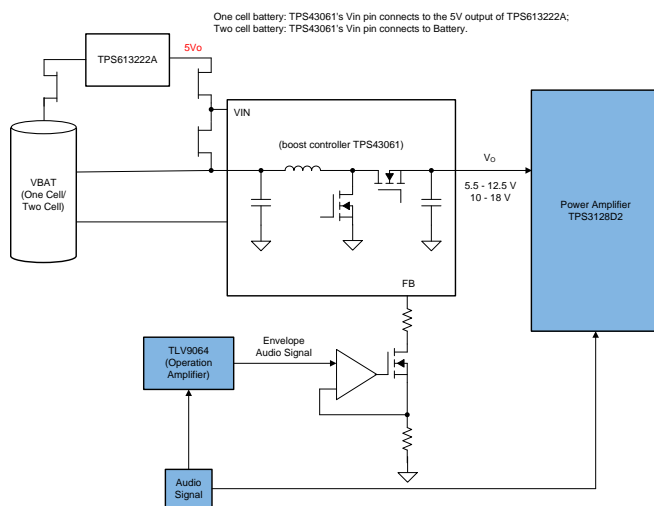 One cell battery: TPS43061's Vin pin connects to the 5V output of TPS613222A;
Two cell battery: TPS43061's Vin pin connects to Battery.
TPS613222A
5Vo
VIN
(boost controller TPS43061)
VBAT
(One Cell/
Two Cell)
VO
5.5 - 12.5 V
10 - 18 V
Power Amplifier
TPS3128D2
FB
TLV9064
(Operation
Amplifier)
Envelope
Audio Signal
Audio
Signal